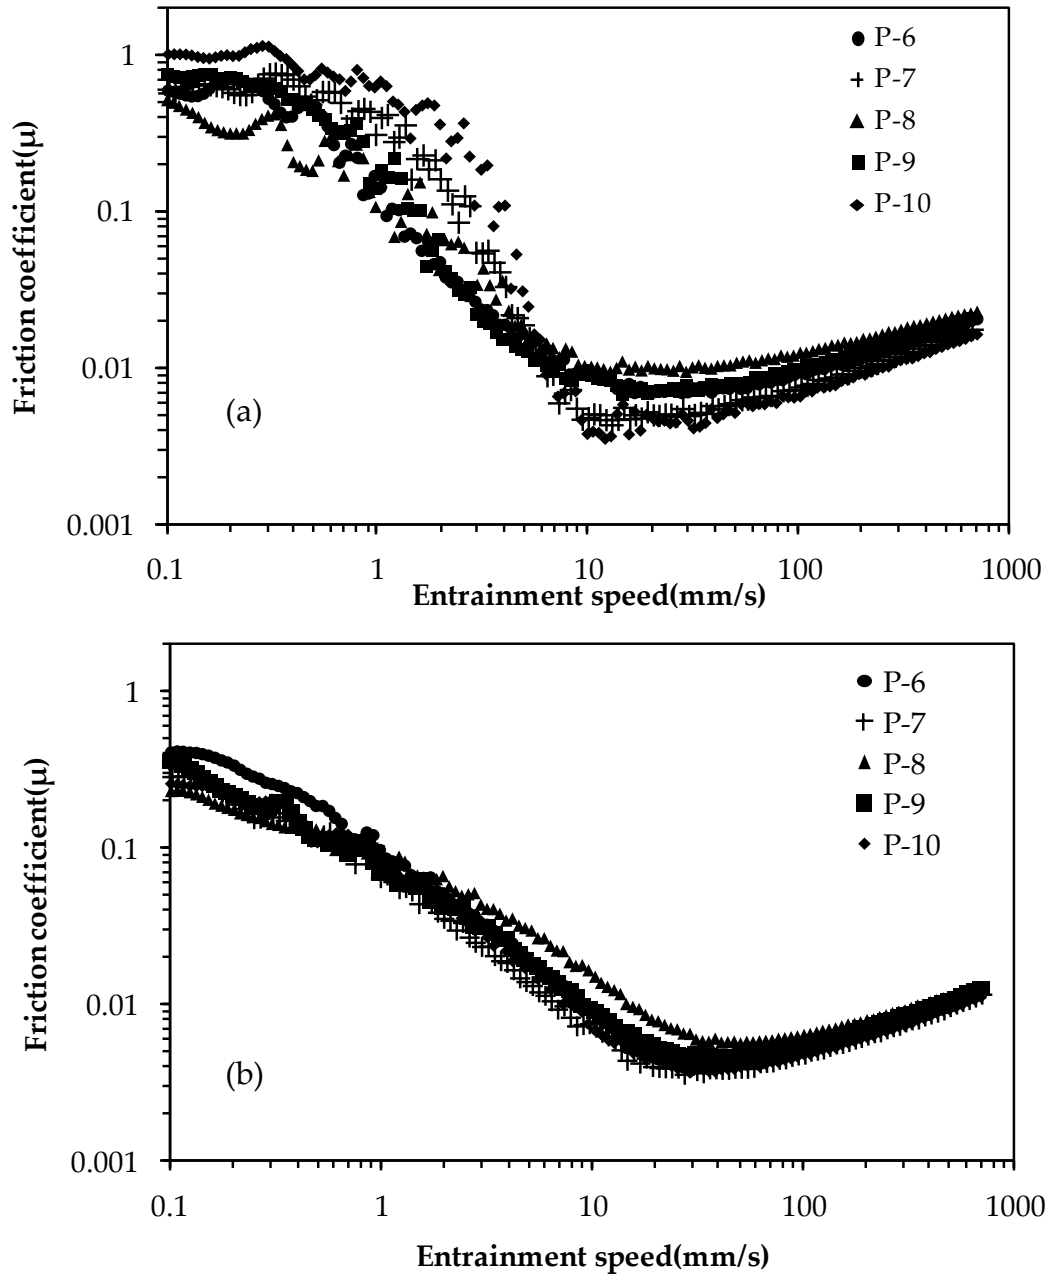 1
0.1
0.01
0.001
Friction coefficient(μ)
P-6
P-7
P-8
P-9
P-10
(a)
0.1
1
10
100
1000
Entrainment speed(mm/s)
1
0.1
0.01
0.001
Friction coefficient(μ)
P-6
P-7
P-8
P-9
P-10
(b)
0.1
1
10
100
1000
Entrainment speed(mm/s)